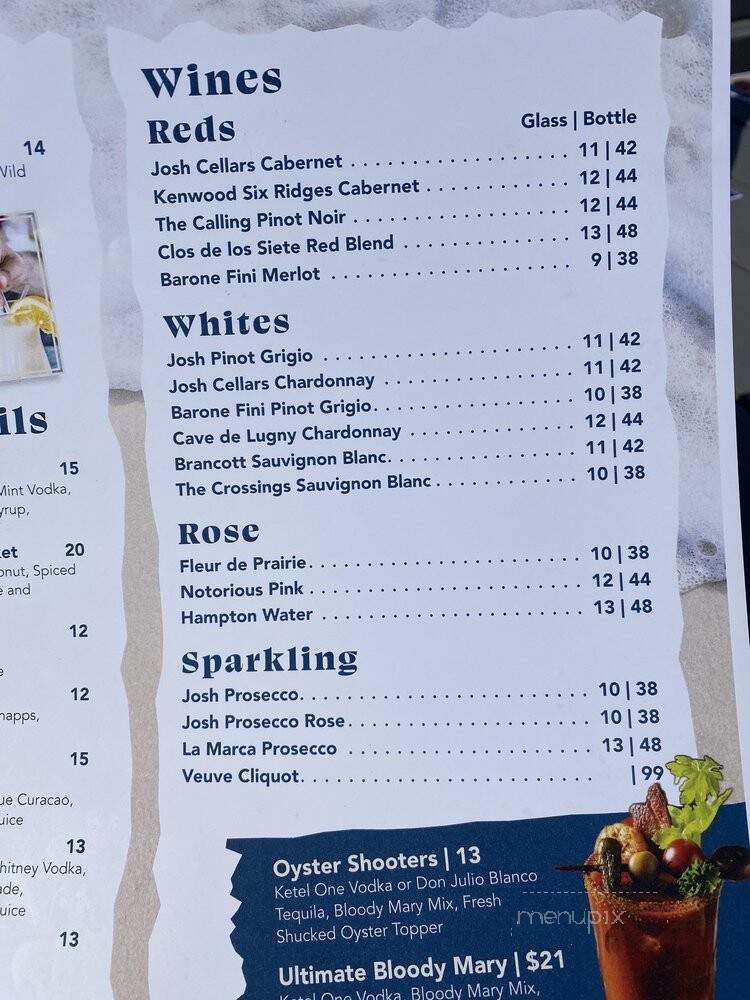 14
Wild
ils
15
Mint Vodka,
yrup,
ket 20
onut, Spiced
e and
12
e
12
napps,
15
ue Curacao,
uice
13
hitney Vodka,
ade,
uice
13
Wines
Reds Glass | Bottle
Josh Cellars Cabernet . . . . . . . . . . . . . . . . . . . . 11 | 42
Kenwood Six Ridges Cabernet . . . . . . . . . . . . . 12 | 44
The Calling Pinot Noir . . . . . . . . . . . . . . . . . . . . 12 | 44
Clos de los Siete Red Blend . . . . . . . . . . . . . . . 13 | 48
Barone Fini Merlot . . . . . . . . . . . . . . . . . . . . . . 9 | 38
Whites
Josh Pinot Grigio . . . . . . . . . . . . . . . . . . . . . . . 11 | 42
Josh Cellars Chardonnay . . . . . . . . . . . . . . . . . 11 | 42
Barone Fini Pinot Grigio. . . . . . . . . . . . . . . . . . 10 | 38
Cave de Lugny Chardonnay . . . . . . . . . . . . . . . 12 | 44
Brancott Sauvignon Blanc. . . . . . . . . . . . . . . . . 11 | 42
The Crossings Sauvignon Blanc . . . . . . . . . . . . . 10 | 38
Rose
Fleur de Prairie. . . . . . . . . . . . . . . . . . . . . . . . . 10 | 38
Notorious Pink . . . . . . . . . . . . . . . . . . . . . . . . . 12 | 44
Hampton Water . . . . . . . . . . . . . . . . . . . . . . . . 13 | 48
Sparkling
Josh Prosecco. . . . . . . . . . . . . . . . . . . . . . . . . . 10 | 38
Josh Prosecco Rose . . . . . . . . . . . . . . . . . . . . . . 10 | 38
La Marca Prosecco . . . . . . . . . . . . . . . . . . . . . . 13 | 48
Veuve Cliquot. . . . . . . . . . . . . . . . . . . . . . . . . . | 99
Oyster Shooters | 13
Ketel One Vodka or Don Julio Blanco
Tequila, Bloody Mary Mix, Fresh
Shucked Oyster Topper
Ultimate Bloody Mary | $21
Ketel One Vodka, Bloody Mary Mix,
menupix